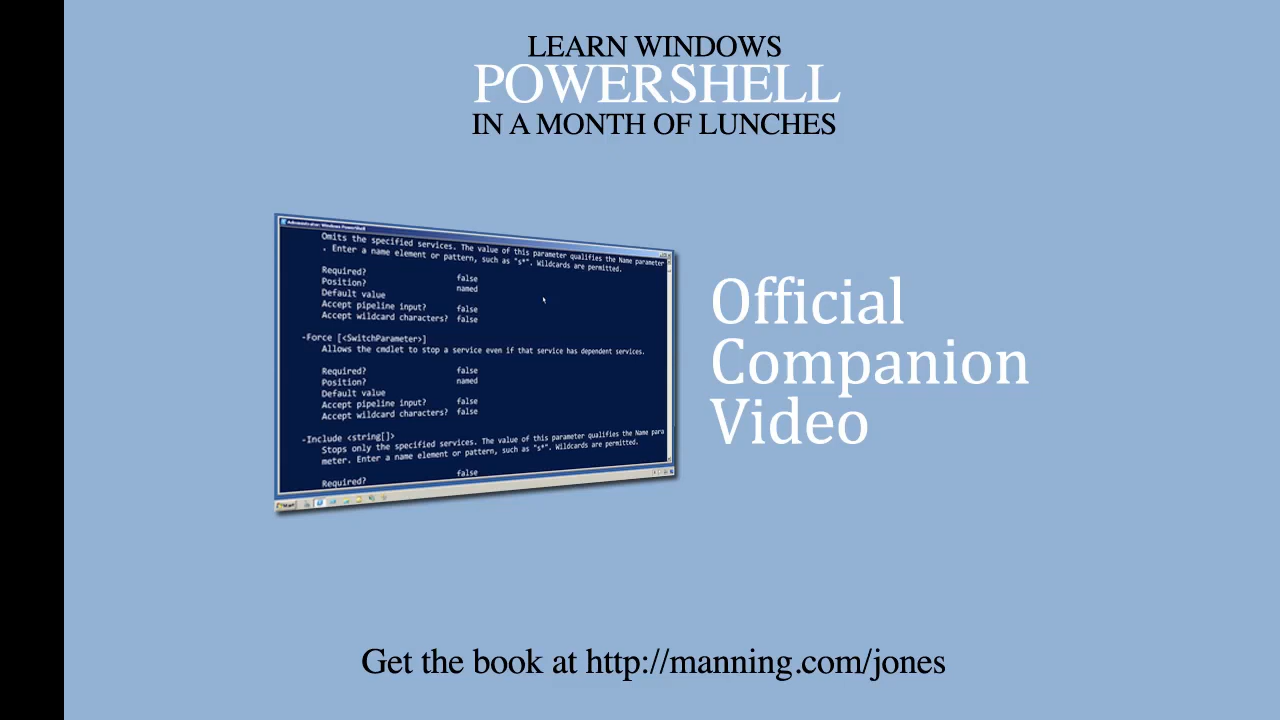 LEARN WINDOWS
POWERSHELL
IN A MONTH OF LUNCHES
Administrator: Windows PowerShell
Omits the specified services. The value of this parameter qualifies the Name parameter
. Enter a name element or pattern, such as "s*". Wildcards are permitted.
Required? false
Position? named
Default value
Accept pipeline input? false
Accept wildcard characters? false
-Force [<SwitchParameter>]
Allows the cmdlet to stop a service even if that service has dependent services.
Required? false
Position? named
Default value
Accept pipeline input? false
Accept wildcard characters? false
-Include <string[]>
Stops only the specified services. The value of this parameter qualifies the Name para
meter. Enter a name element or pattern, such as "s*". Wildcards are permitted.
Required? false
Start
Official
Companion
Video
Get the book at http://manning.com/jones